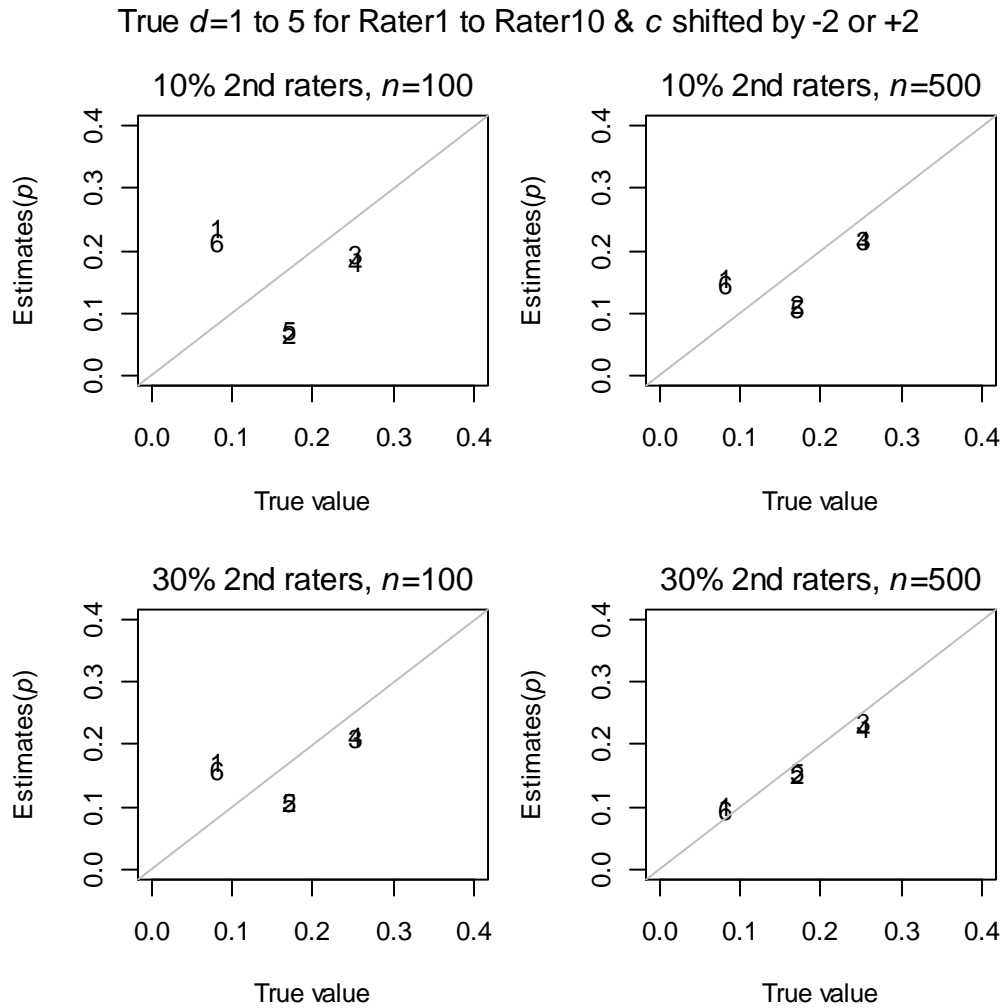 True d=1 to 5 for Rater1 to Rater10 & c shifted by -2 or +2
10% 2nd raters, n=100
Estimates(p)
0.4
0.3
0.2
0.1
0.0
1
6
3
4
5
2
0.0 0.1 0.2 0.3 0.4
True value
10% 2nd raters, n=500
Estimates(p)
0.4
0.3
0.2
0.1
0.0
1
6
2
5
0.0 0.1 0.2 0.3 0.4
True value
30% 2nd raters, n=100
Estimates(p)
0.4
0.3
0.2
0.1
0.0
1
6
4
3
5
2
0.0 0.1 0.2 0.3 0.4
True value
30% 2nd raters, n=500
Estimates(p)
0.4
0.3
0.2
0.1
0.0
1
6
5
2
3
4
0.0 0.1 0.2 0.3 0.4
True value